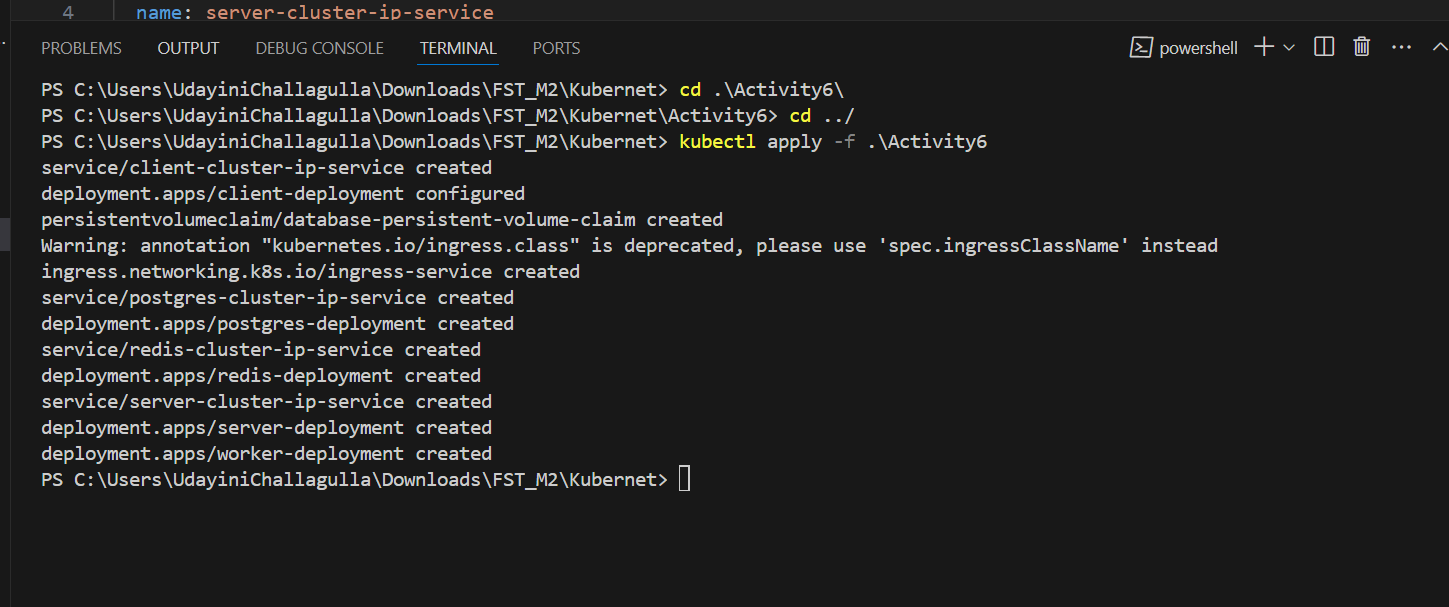 4 name: server-cluster-ip-service
PROBLEMS OUTPUT DEBUG CONSOLE TERMINAL PORTS powershell
PS C:\Users\UdayiniChallagulla\Downloads\FST_M2\Kubernet> cd .\Activity6\
PS C:\Users\UdayiniChallagulla\Downloads\FST_M2\Kubernet\Activity6> cd ../
PS C:\Users\UdayiniChallagulla\Downloads\FST_M2\Kubernet> kubectl apply -f .\Activity6
service/client-cluster-ip-service created
deployment.apps/client-deployment configured
persistentvolumeclaim/database-persistent-volume-claim created
Warning: annotation "kubernetes.io/ingress.class" is deprecated, please use 'spec.ingressClassName' instead
ingress.networking.k8s.io/ingress-service created
service/postgres-cluster-ip-service created
deployment.apps/postgres-deployment created
service/redis-cluster-ip-service created
deployment.apps/redis-deployment created
service/server-cluster-ip-service created
deployment.apps/server-deployment created
deployment.apps/worker-deployment created
PS C:\Users\UdayiniChallagulla\Downloads\FST_M2\Kubernet>